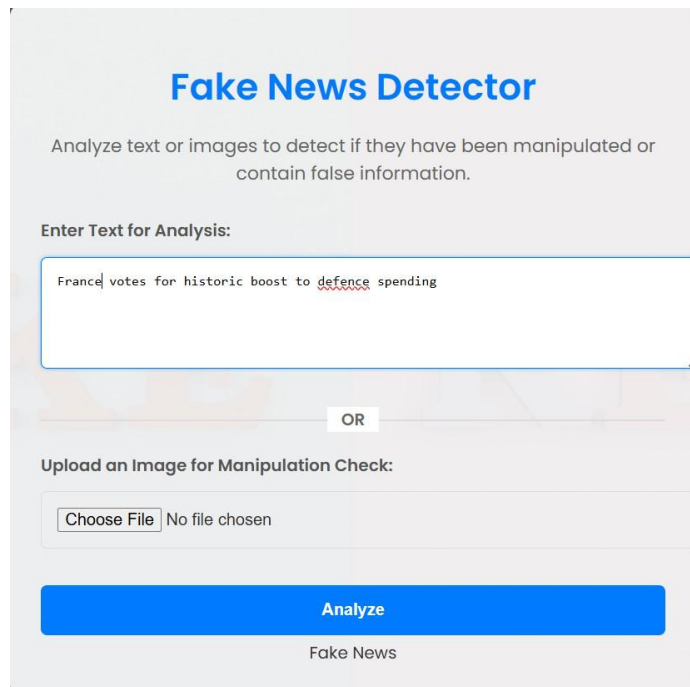 Fake News Detector
Analyze text or images to detect if they have been manipulated or
contain false information.
Enter Text for Analysis:
France votes for historic boost to defence spending
OR
Upload an Image for Manipulation Check:
Choose File No file chosen
Analyze
Fake News